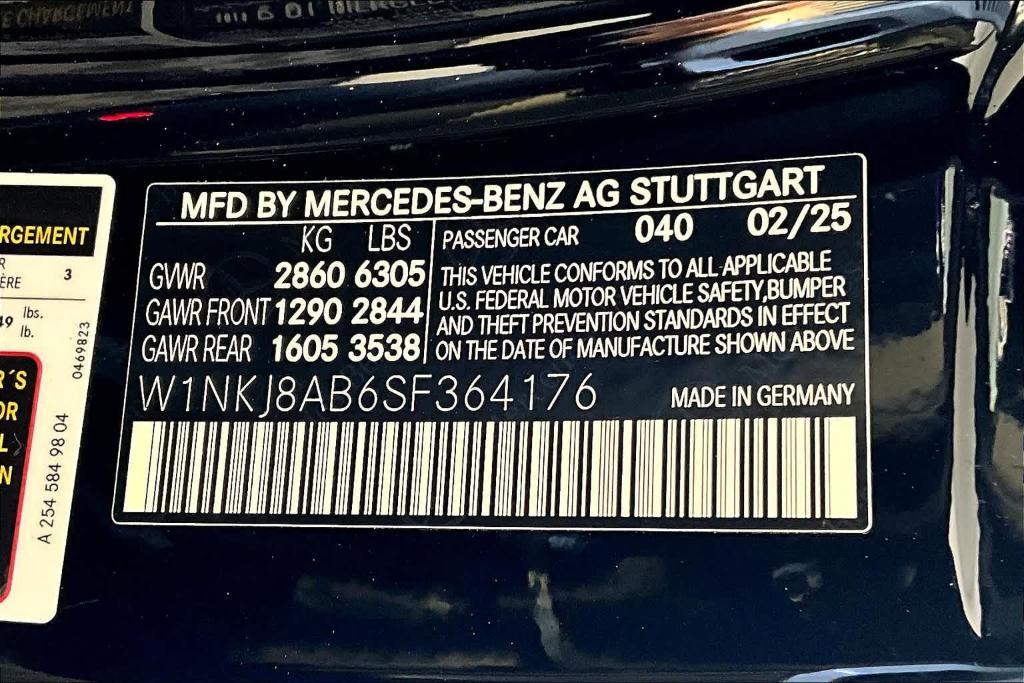 MFD BY MERCEDES-BENZ AG STUTTGART
KG LBS
GVWR 2860 6305
GAWR FRONT 1290 2844
GAWR REAR 1605 3538
PASSENGER CAR 040 02/25
THIS VEHICLE CONFORMS TO ALL APPLICABLE
U.S. FEDERAL MOTOR VEHICLE SAFETY, BUMPER
AND THEFT PREVENTION STANDARDS IN EFFECT
ON THE DATE OF MANUFACTURE SHOWN ABOVE
W1NKJ8AB6SF364176 MADE IN GERMANY
RGEMENT
R
ÈRE 3
49 lbs.
lb.
0469823
R´S
OR
L
N
A 254 584 98 04